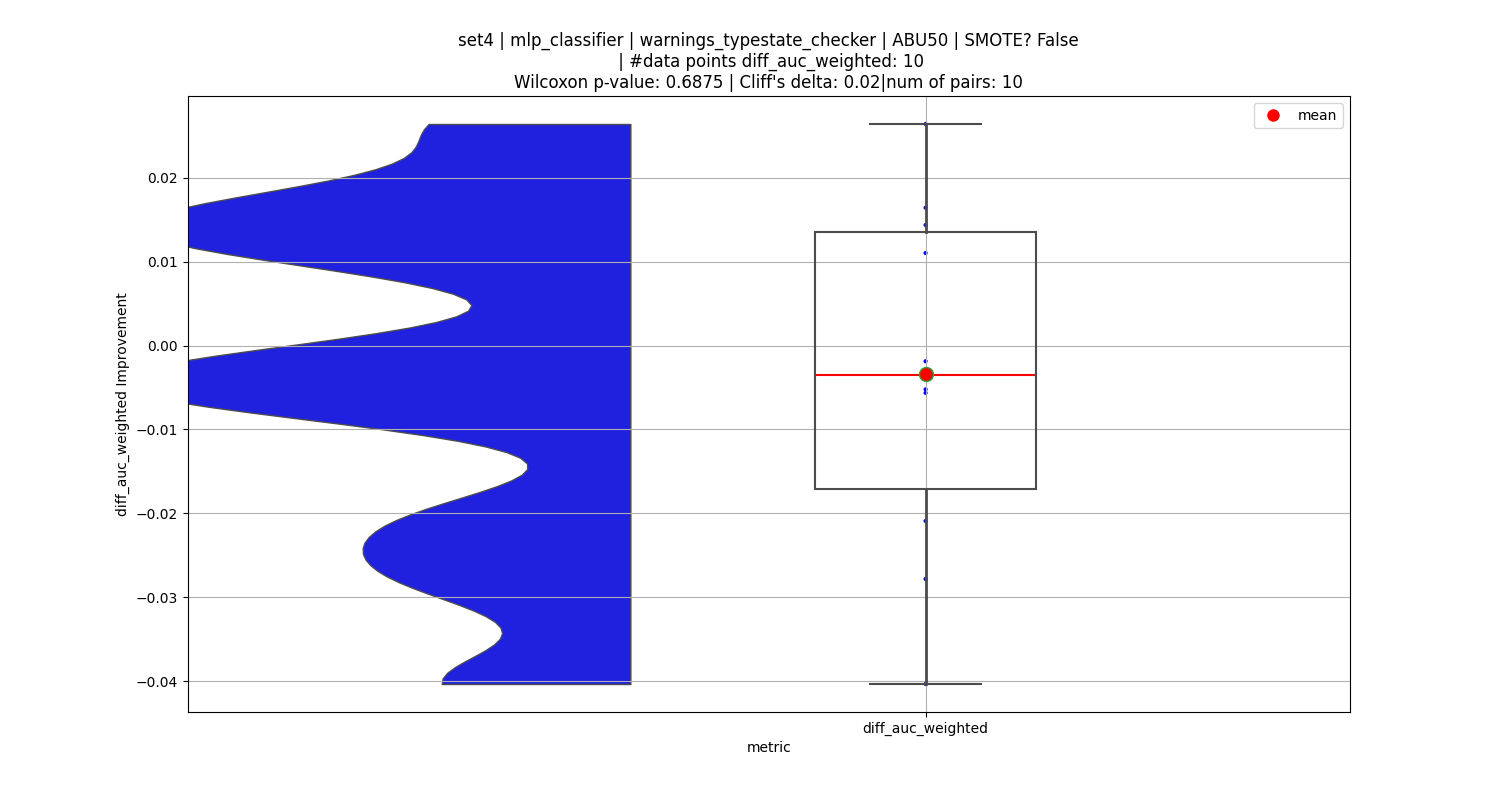 set4 | mlp_classifier | warnings_typestate_checker | ABU50 | SMOTE? False
| #data points diff_auc_weighted: 10
Wilcoxon p-value: 0.6875 | Cliff's delta: 0.02|num of pairs: 10
mean
0.02
0.01
0.00
−0.01
−0.02
−0.03
−0.04
diff_auc_weighted Improvement
diff_auc_weighted
metric